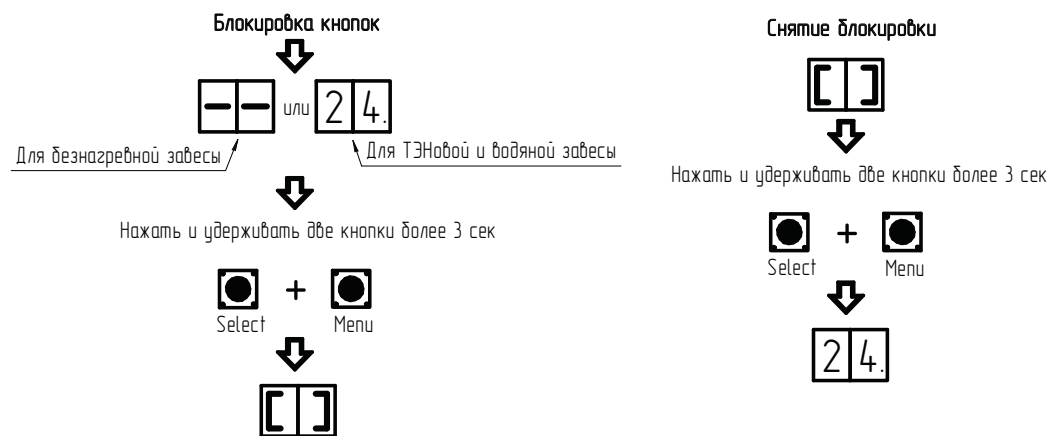 Блокировка кнопок
-- или 24.
Для безнагревной завесы
Для ТЭНовой и водяной завесы
Нажать и удерживать две кнопки более 3 сек
+
Select Menu
[ ]
Снятие блокировки
[ ]
Нажать и удерживать две кнопки более 3 сек
+
Select Menu
24.